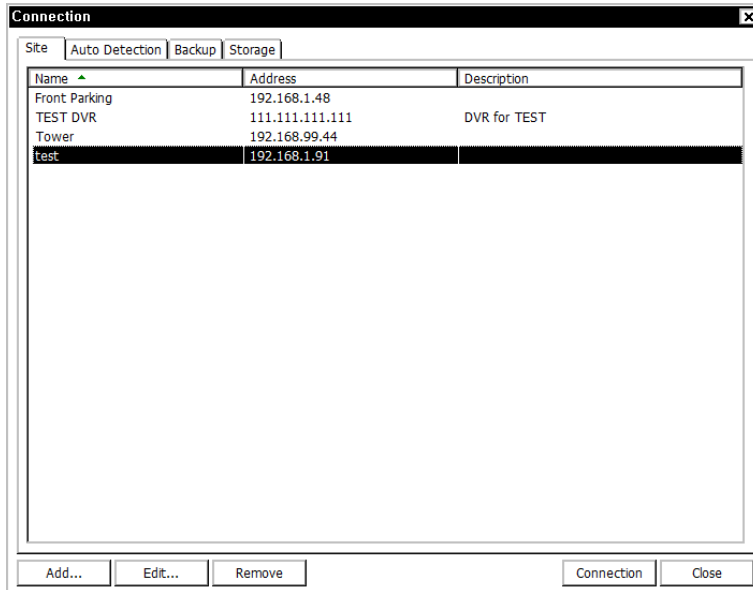 Connection
Site Auto Detection Backup Storage
Name Address Description
Front Parking 192.168.1.48
TEST DVR 111.111.111.111 DVR for TEST
Tower 192.168.99.44
test 192.168.1.91
Add... Edit... Remove Connection Close